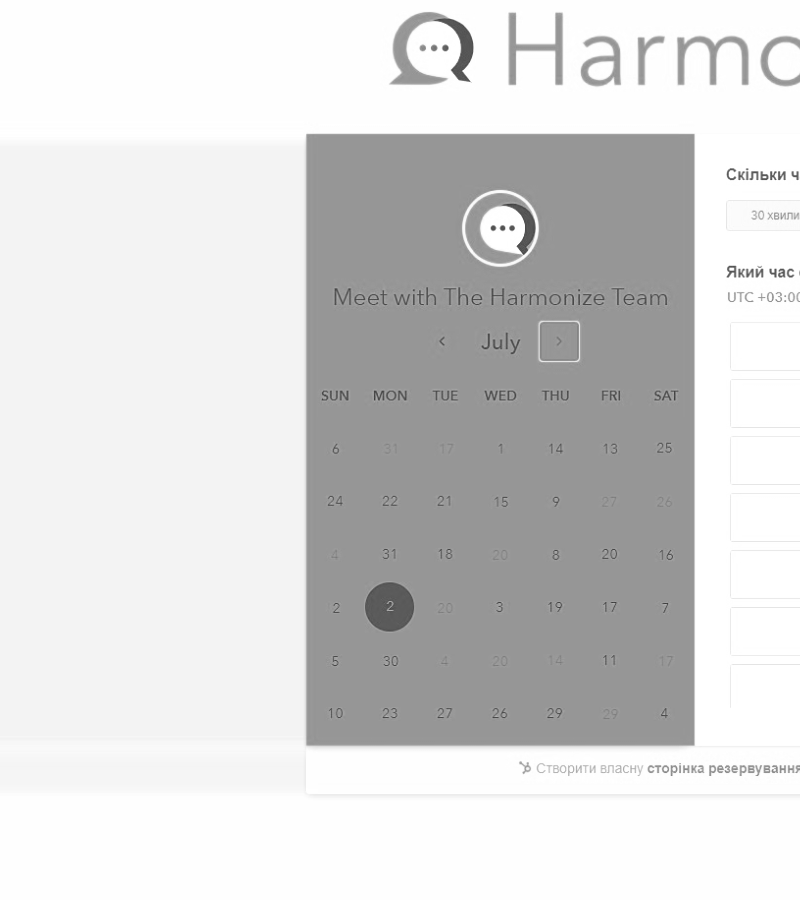 Harmo
Meet with The Harmonize Team
July
SUN MON TUE WED THU FRI SAT
6 31 17 1 14 13 25
24 22 21 15 9 27 26
4 31 18 20 8 20 16
2 2 20 3 19 17 7
5 30 4 20 14 11 17
10 23 27 26 29 29 4
Скільки ч
30 хвили
Який час
UTC +03:00
Створити власну сторінка резервування